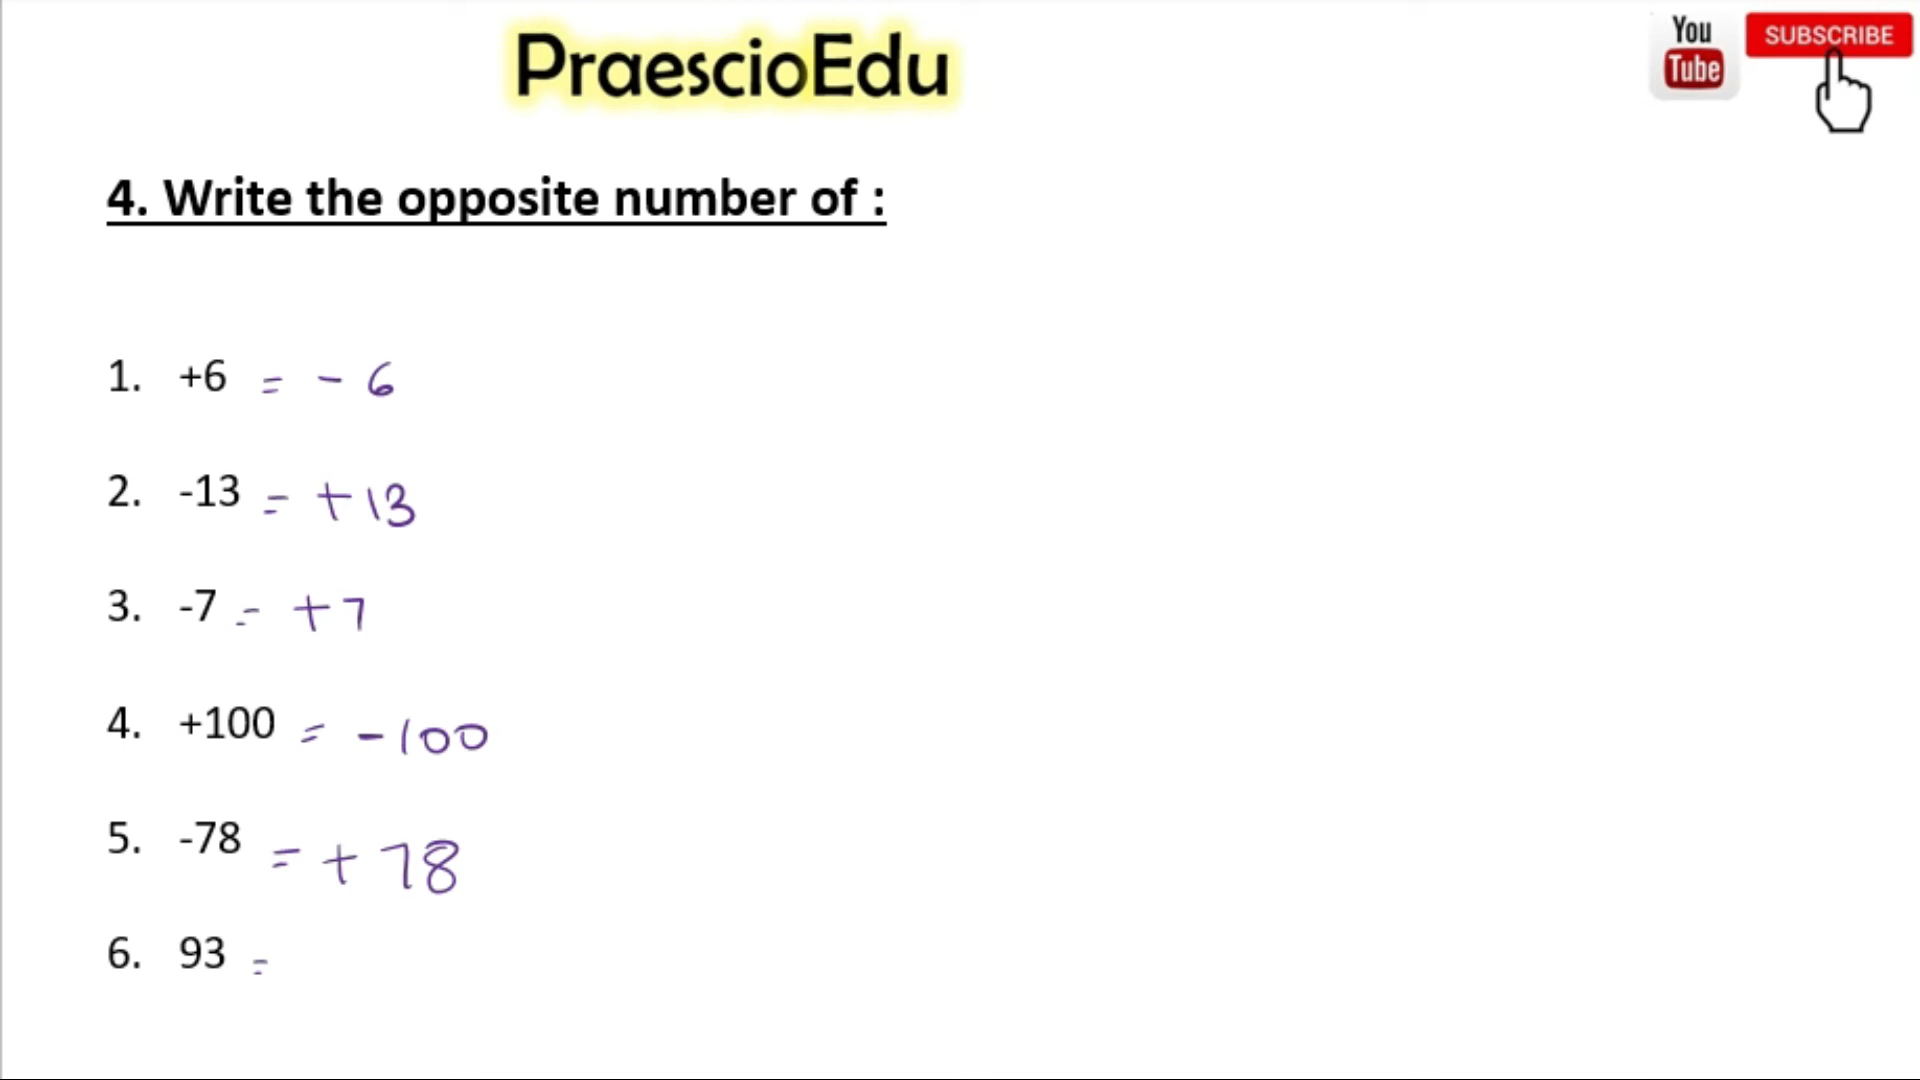 PraescioEdu
You
Tube
SUBSCRIBE
4. Write the opposite number of :
1. +6 = - 6
2. -13 = +13
3. -7 = +7
4. +100 = -100
5. -78 = +78
6. 93 =